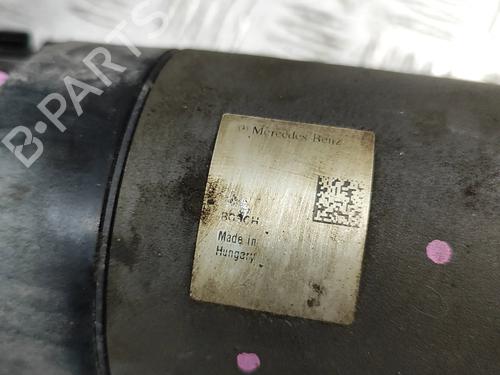 B-PARTS
Mercedes-Benz
BOSCH
Made in
Hungary